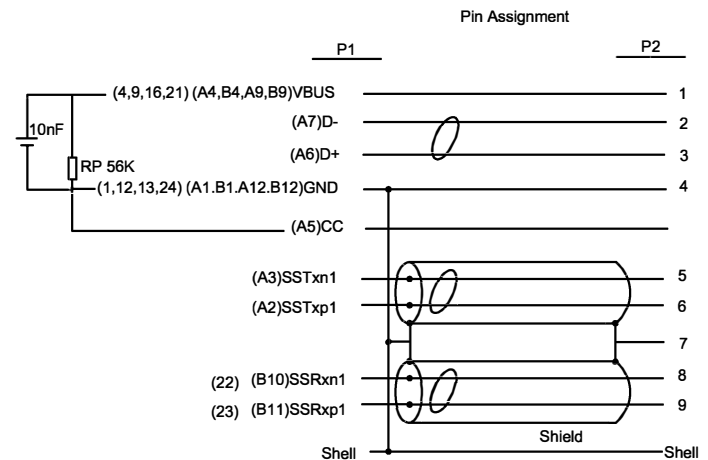 Pin Assignment
P1 P2
(4,9,16,21) (A4,B4,A9,B9)VBUS 1
10nF
(A7)D- 2
(A6)D+ 3
RP 56K
(1,12,13,24) (A1.B1.A12.B12)GND 4
(A5)CC
(A3)SSTxn1 5
(A2)SSTxp1 6
7
(22) (B10)SSRxn1 8
(23) (B11)SSRxp1 9
Shield
Shell Shell